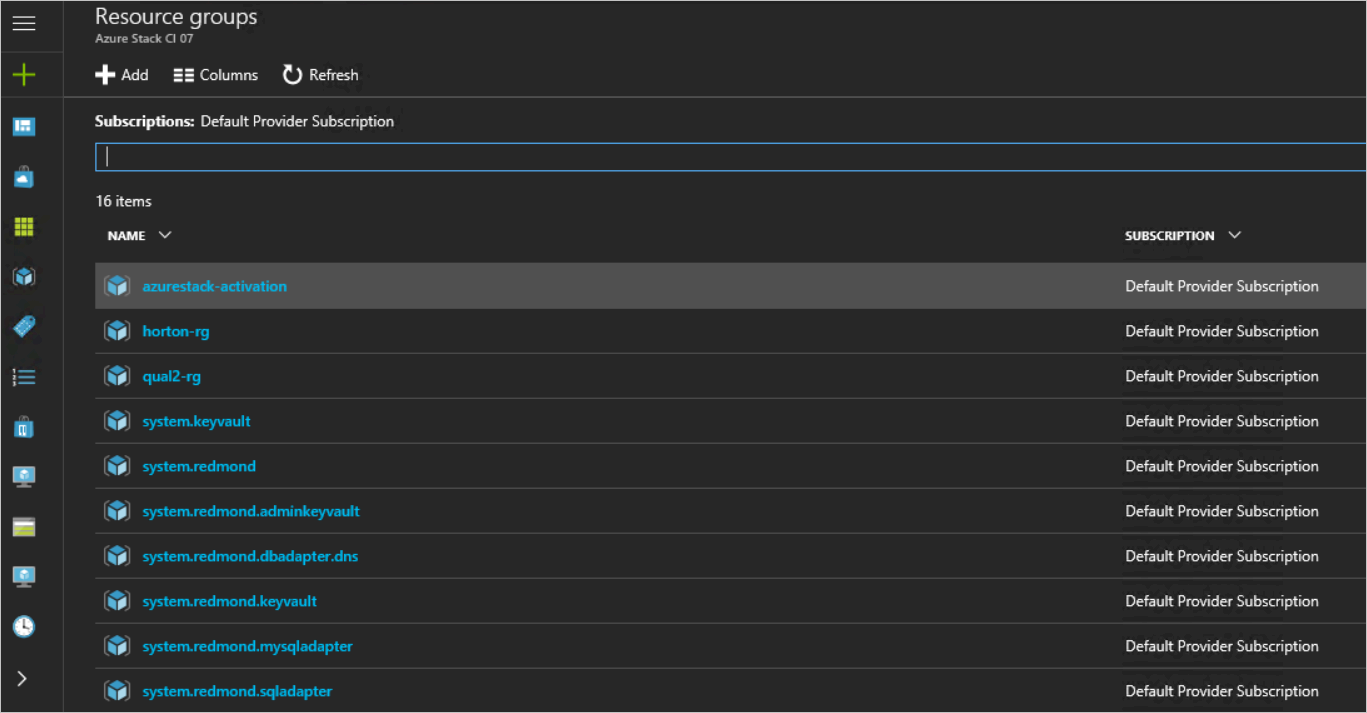 Resource groups
Azure Stack CI 07
Add Columns Refresh
Subscriptions: Default Provider Subscription
16 items
NAME SUBSCRIPTION
azurestack-activation Default Provider Subscription
horton-rg Default Provider Subscription
qual2-rg Default Provider Subscription
system.keyvault Default Provider Subscription
system.redmond Default Provider Subscription
system.redmond.adminkeyvault Default Provider Subscription
system.redmond.dbadapter.dns Default Provider Subscription
system.redmond.keyvault Default Provider Subscription
system.redmond.mysqladapter Default Provider Subscription
system.redmond.sqladapter Default Provider Subscription